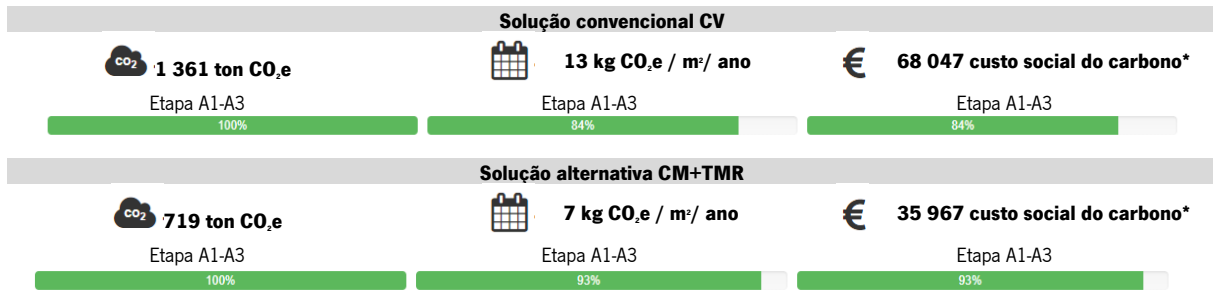 Solução convencional CV
CO₂ 1 361 ton CO₂e 13 kg CO₂e / m²/ ano € 68 047 custo social do carbono*
Etapa A1-A3 Etapa A1-A3 Etapa A1-A3
100% 84% 84%
Solução alternativa CM+TMR
CO₂ 719 ton CO₂e 7 kg CO₂e / m²/ ano € 35 967 custo social do carbono*
Etapa A1-A3 Etapa A1-A3 Etapa A1-A3
100% 93% 93%